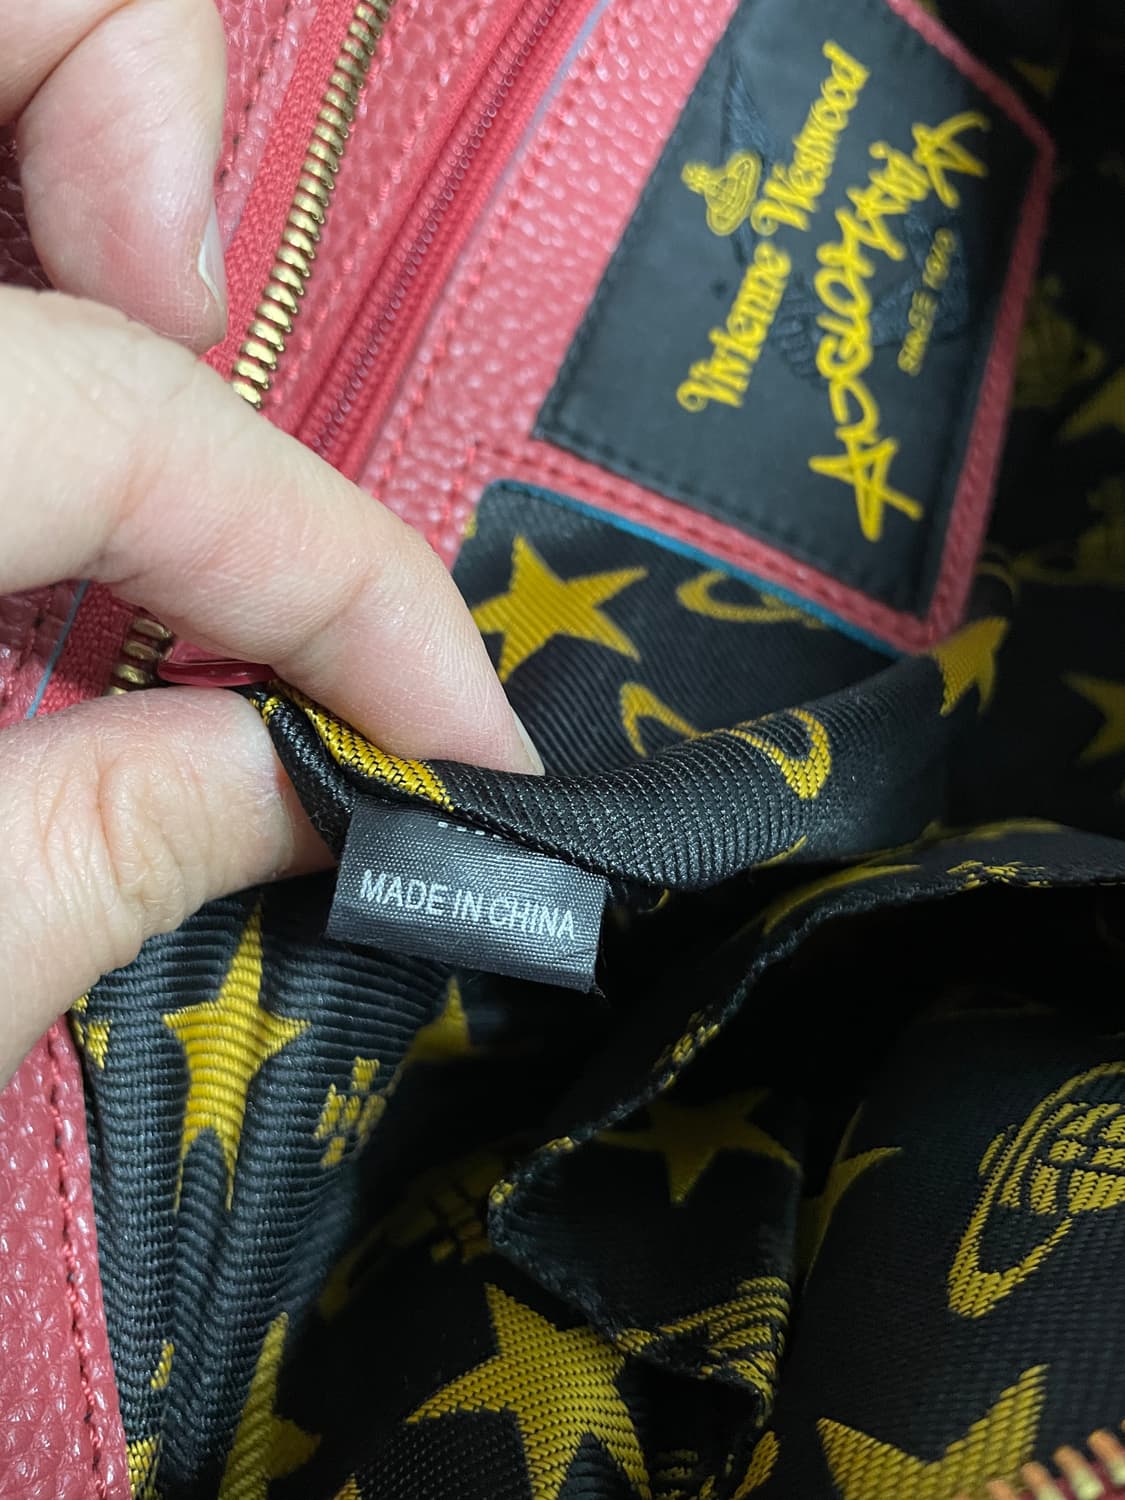 Vivienne Westwood
ANGLOMANIA
SINCE 1970
MADE IN CHINA